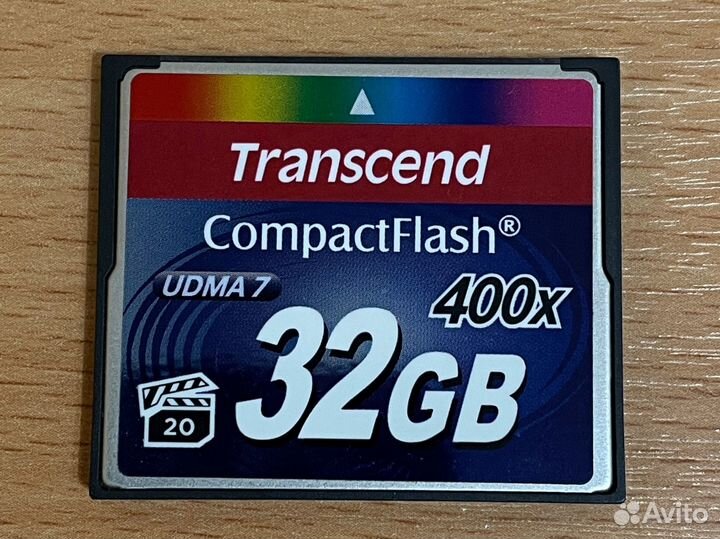 Transcend
CompactFlash®
UDMA 7
400x
32GB
20
Avito